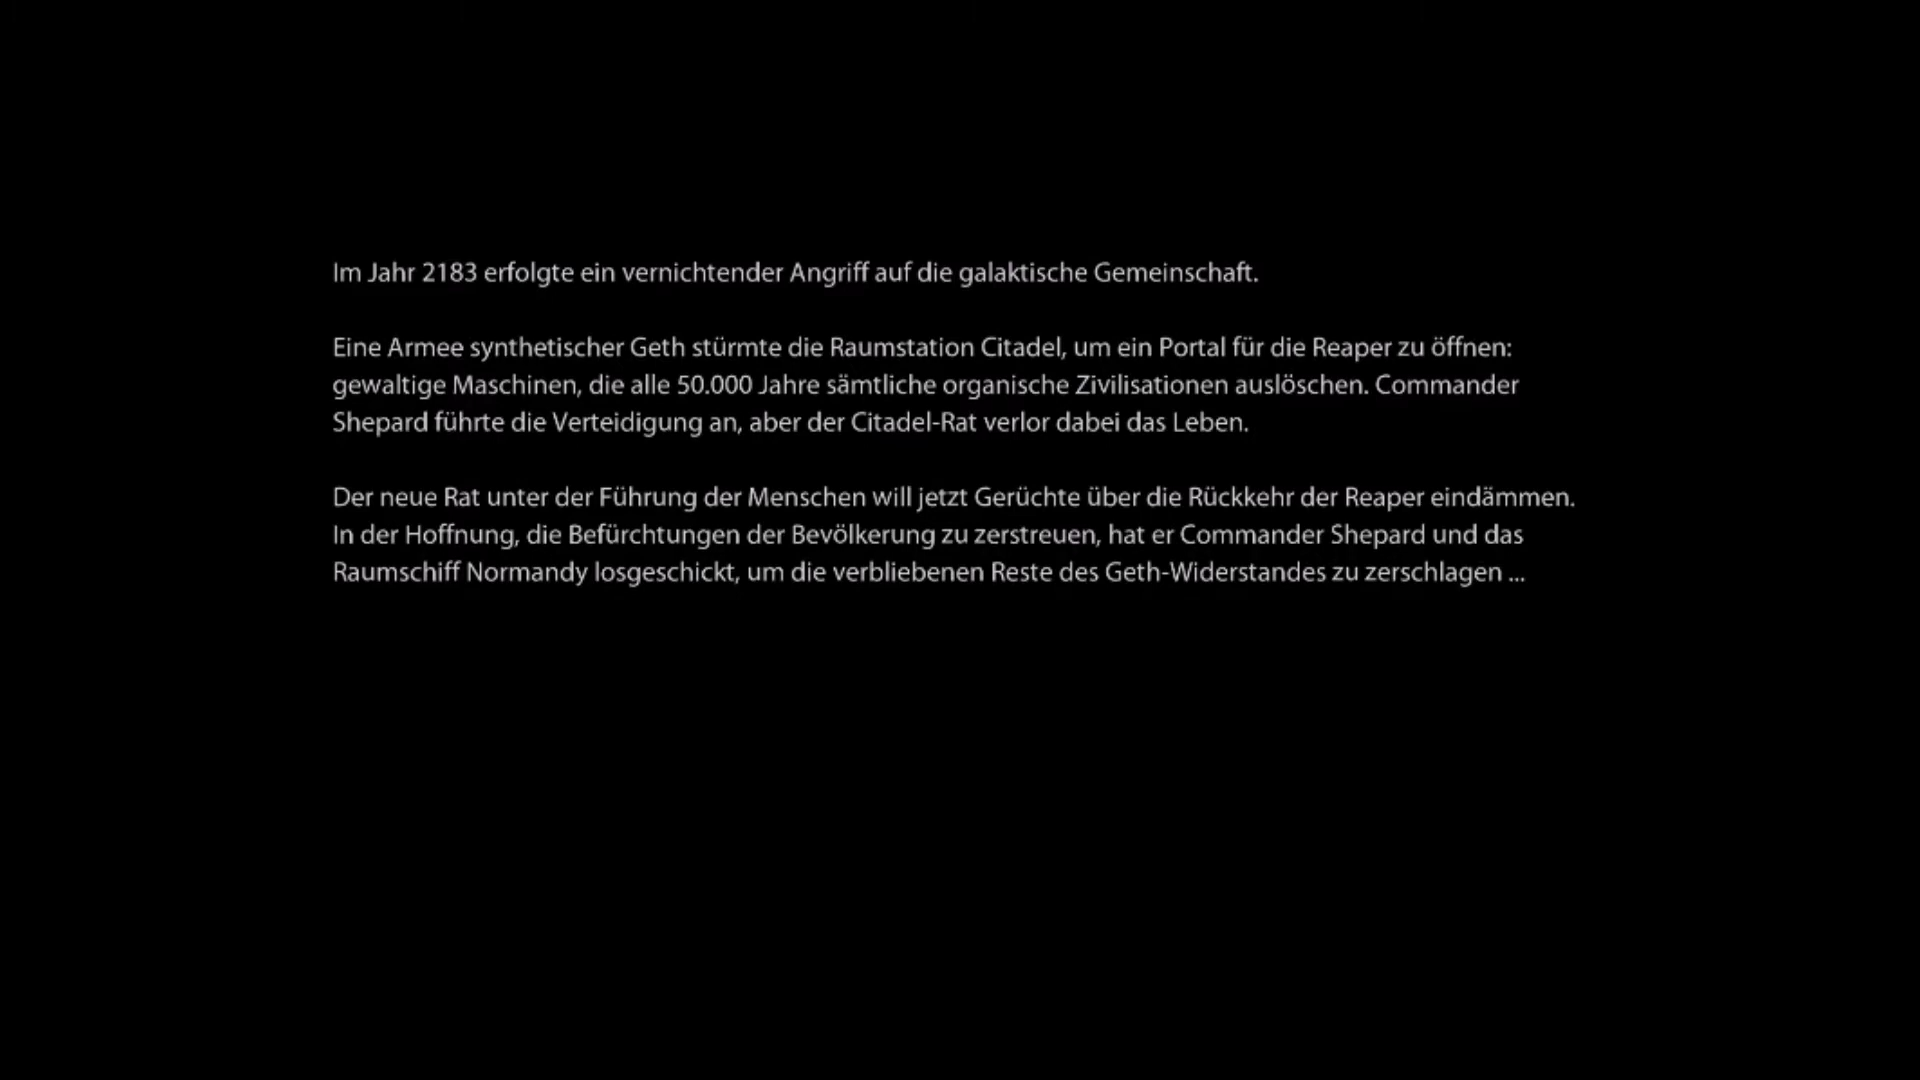 Im Jahr 2183 erfolgte ein vernichtender Angriff auf die galaktische Gemeinschaft.
Eine Armee synthetischer Geth stürmte die Raumstation Citadel, um ein Portal für die Reaper zu öffnen:
gewaltige Maschinen, die alle 50.000 Jahre sämtliche organische Zivilisationen auslöschen. Commander
Shepard führte die Verteidigung an, aber der Citadel-Rat verlor dabei das Leben.
Der neue Rat unter der Führung der Menschen will jetzt Gerüchte über die Rückkehr der Reaper eindämmen.
In der Hoffnung, die Befürchtungen der Bevölkerung zu zerstreuen, hat er Commander Shepard und das
Raumschiff Normandy losgeschickt, um die verbliebenen Reste des Geth-Widerstandes zu zerschlagen ...